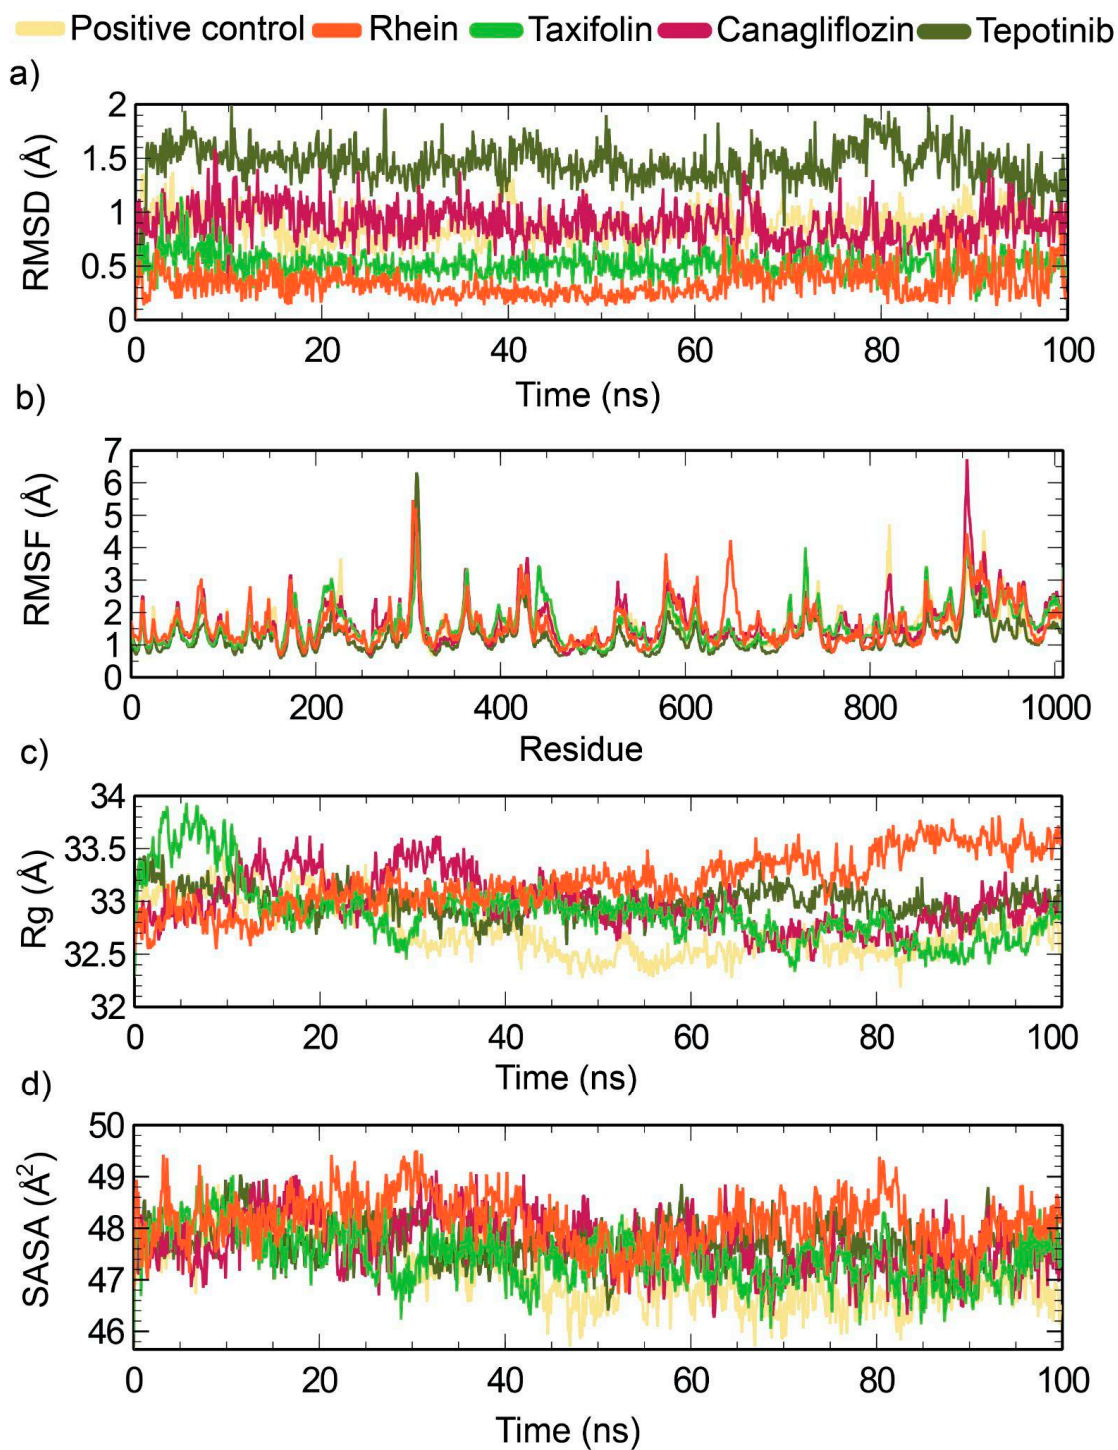 Positive control Rhein Taxifolin Canagliflozin Tepotinib
a)
2
1.5
1
0.5
0
RMSD (Å)
0 20 40 60 80 100
Time (ns)
b)
7
6
5
4
3
2
1
0
RMSF (Å)
0 200 400 600 800 1000
Residue
c)
34
33.5
33
32.5
32
Rg (Å)
0 20 40 60 80 100
Time (ns)
d)
50
49
48
47
46
SASA (Å²)
0 20 40 60 80 100
Time (ns)